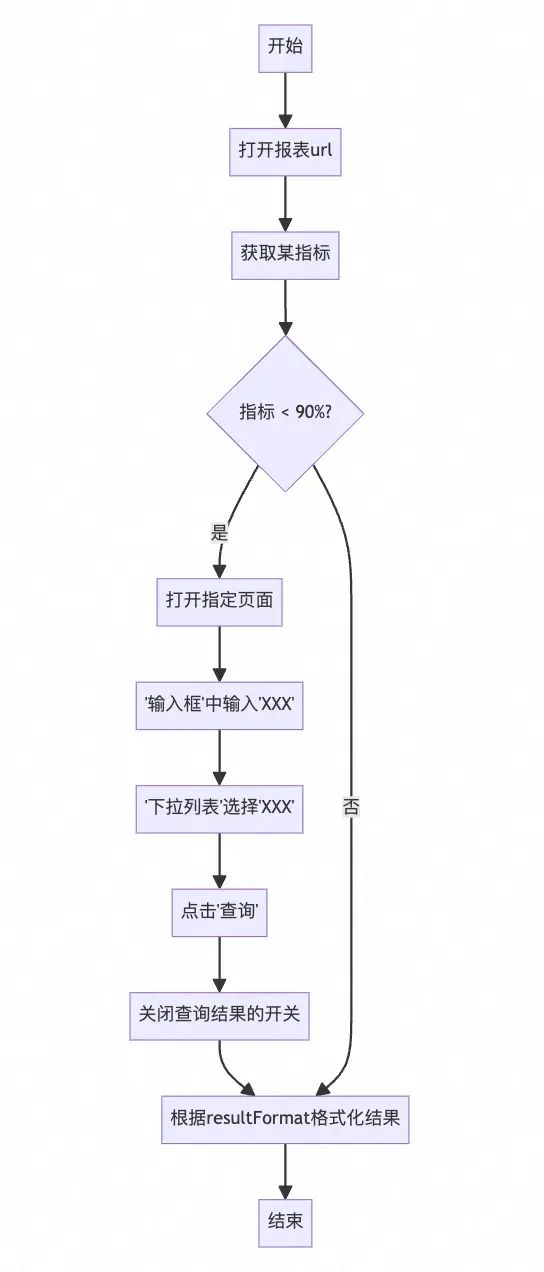 开始
打开报表url
获取某指标
指标 < 90%?
是
打开指定页面
'输入框'中输入'XXX'
'下拉列表'选择'XXX'
否
点击'查询'
关闭查询结果的开关
根据resultFormat格式化结果
结束